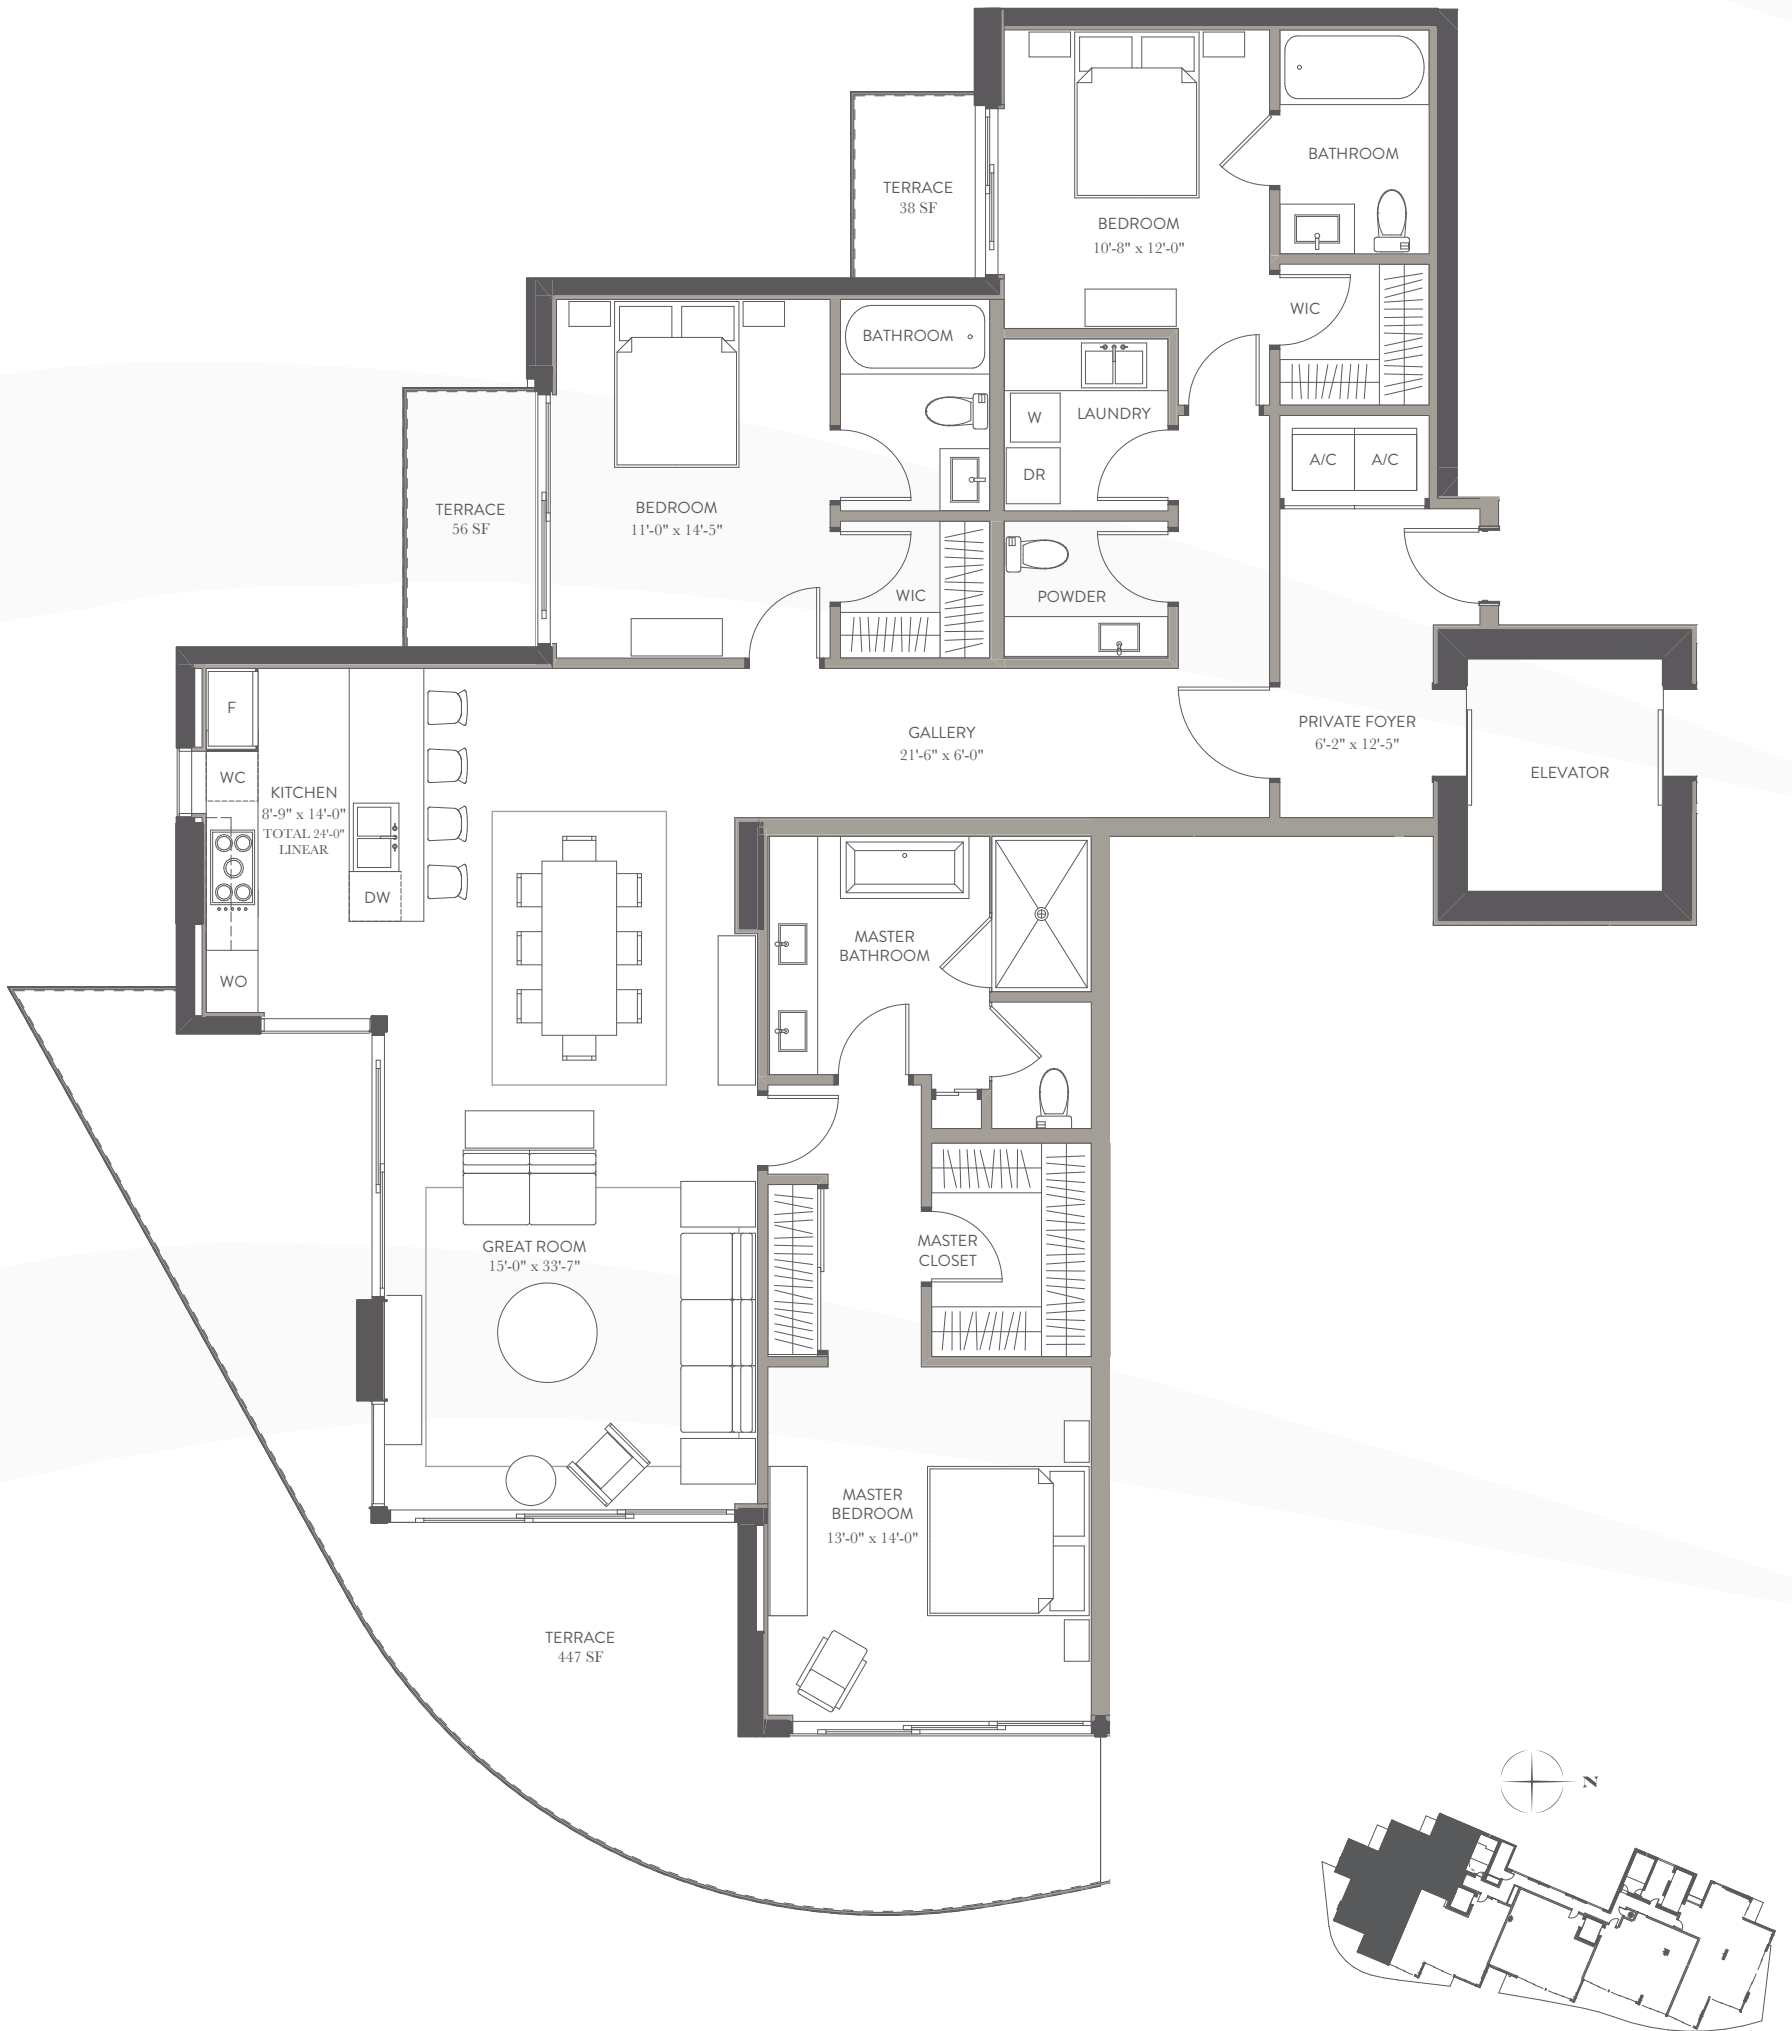 BATHROOM
TERRACE
38 SF
BEDROOM
10'-8" x 12'-0"
WIC
BATHROOM
LAUNDRY
W
DR
A/C
A/C
TERRACE
56 SF
BEDROOM
11'-0" x 14'-5"
WIC
POWDER
F
GALLERY
21'-6" x 6'-0"
PRIVATE FOYER
6'-2" x 12'-5"
ELEVATOR
WC
KITCHEN
8'-9" x 14'-0"
TOTAL 24'-0"
LINEAR
DW
WO
MASTER
BATHROOM
GREAT ROOM
15'-0" x 33'-7"
MASTER
CLOSET
MASTER
BEDROOM
13'-0" x 14'-0"
TERRACE
447 SF
N